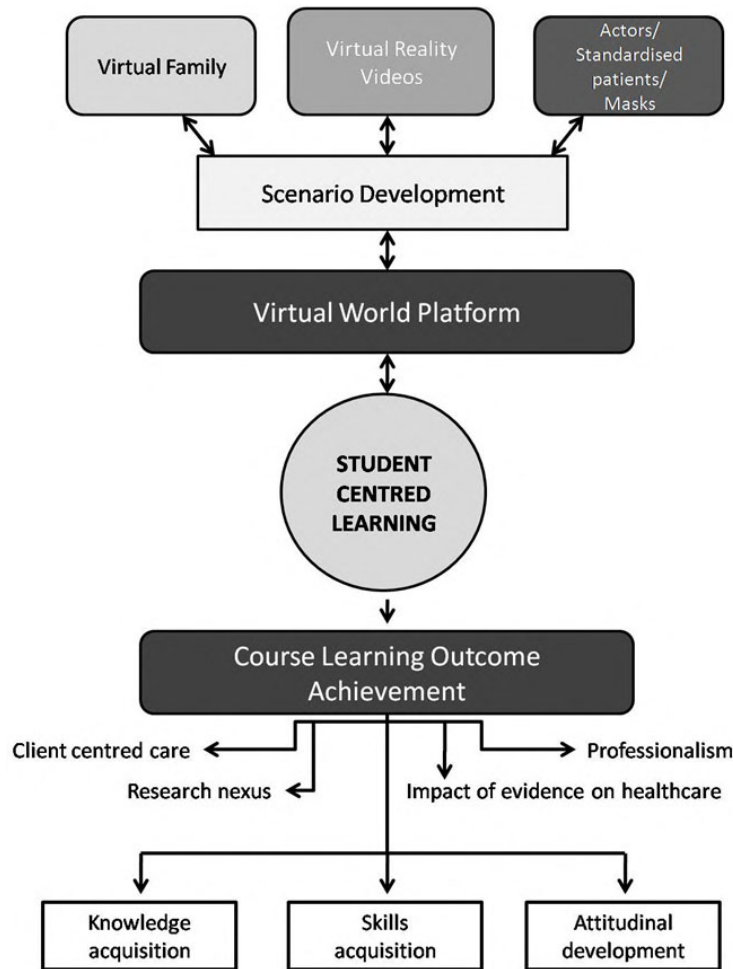 Virtual Family
Virtual Reality
Videos
Actors/
Standardised
patients/
Masks
Scenario Development
Virtual World Platform
STUDENT
CENTRED
LEARNING
Course Learning Outcome
Achievement
Client centred care
Professionalism
Research nexus
Impact of evidence on healthcare
Knowledge
acquisition
Skills
acquisition
Attitudinal
development